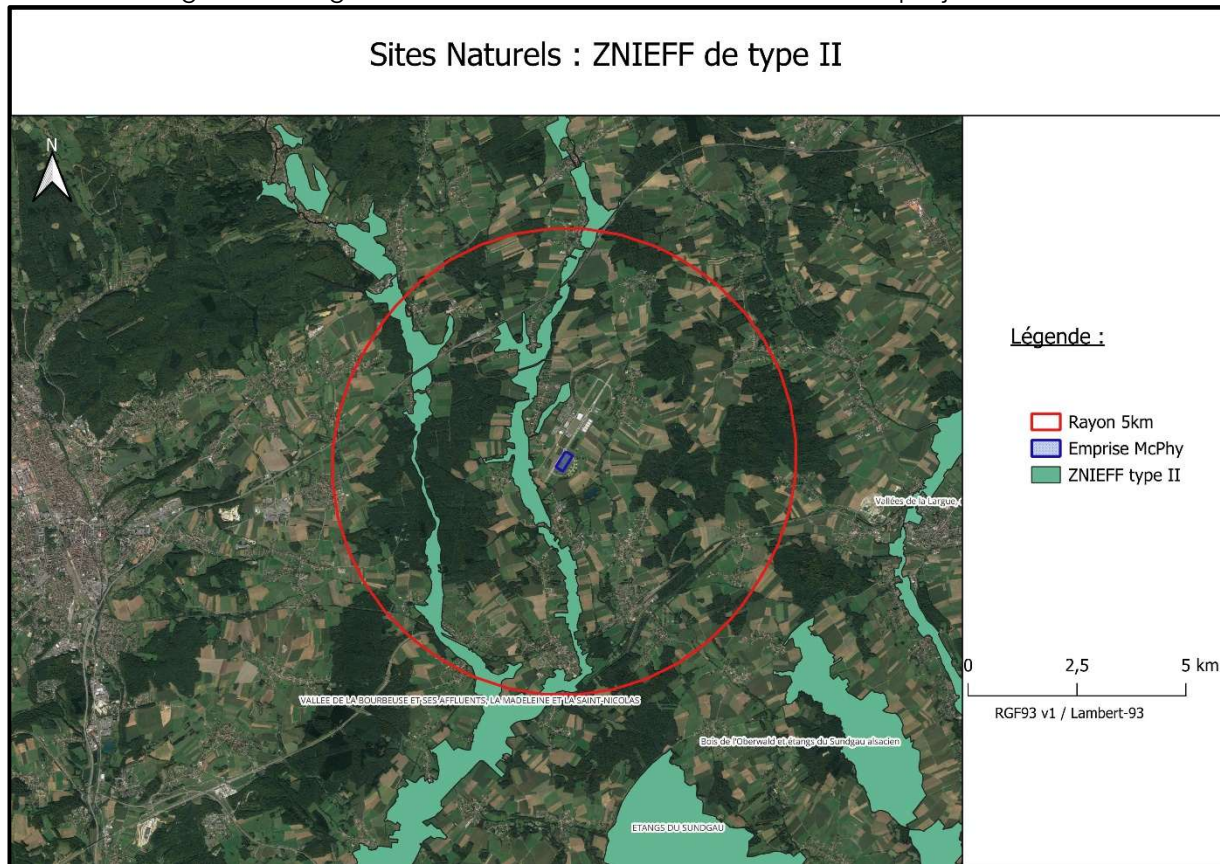 Sites Naturels : ZNIEFF de type II
N
Légende :
Rayon 5km
Emprise McPhy
ZNIEFF type II
Vallées de la Largue,
0 2,5 5 km
RGF93 v1 / Lambert-93
VALLEE DE LA BOURBEUSE ET SES AFFLUENTS, LA MADELEINE ET LA SAINT-NICOLAS
Bois de l'Oberwald et étangs du Sundgau alsacien
ETANGS DU SUNDGAU